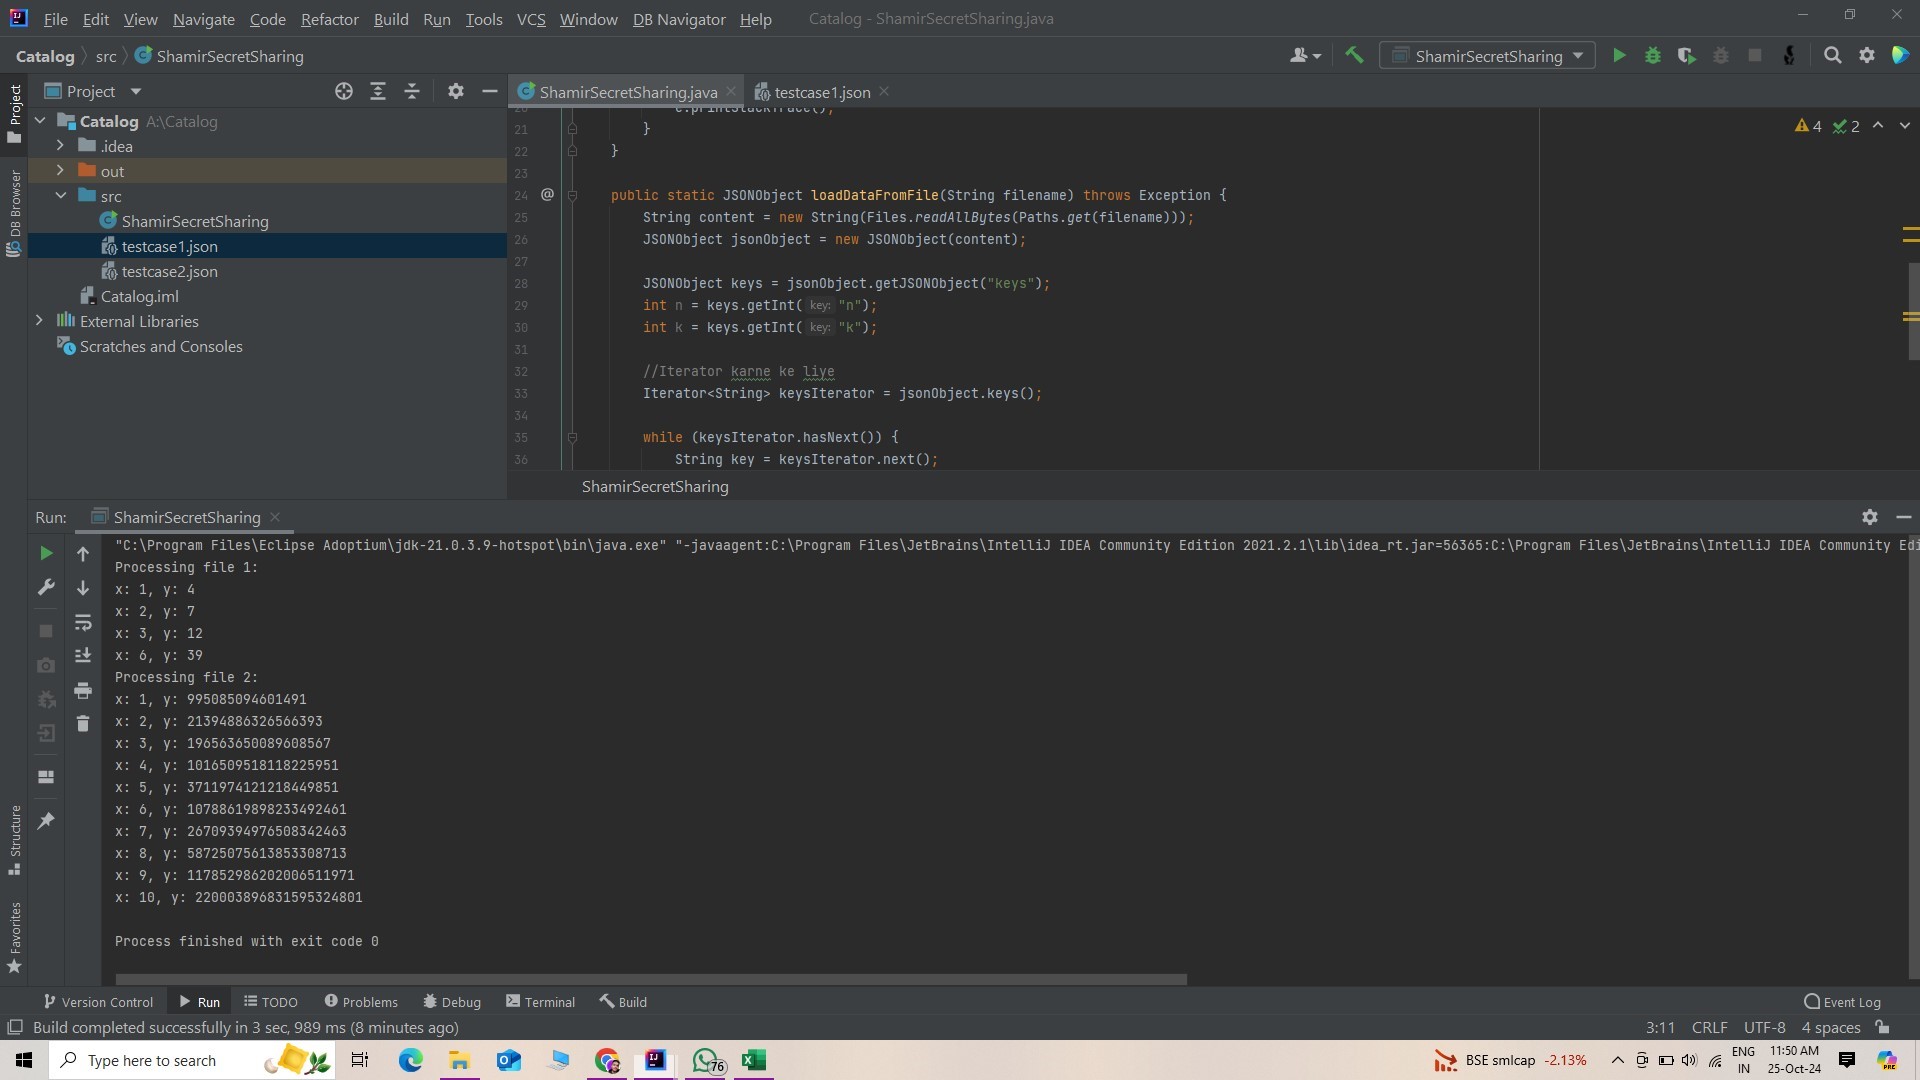 File Edit View Navigate Code Refactor Build Run Tools VCS Window DB Navigator Help Catalog - ShamirSecretSharing.java
Catalog src ShamirSecretSharing ShamirSecretSharing
Project
ShamirSecretSharing.java testcase1.json
Project
DB Browser
Structure
Favorites
Catalog A:\Catalog
.idea
out
src
ShamirSecretSharing
testcase1.json
testcase2.json
Catalog.iml
External Libraries
Scratches and Consoles
4 2
20 e.printStackTrace();
21 }
22 }
23
24 @ public static JSONObject loadDataFromFile(String filename) throws Exception {
25 String content = new String(Files.readAllBytes(Paths.get(filename)));
26 JSONObject jsonObject = new JSONObject(content);
27
28 JSONObject keys = jsonObject.getJSONObject("keys");
29 int n = keys.getInt( key: "n");
30 int k = keys.getInt( key: "k");
31
32 //Iterator karne ke liye
33 Iterator<String> keysIterator = jsonObject.keys();
34
35 while (keysIterator.hasNext()) {
36 String key = keysIterator.next();
ShamirSecretSharing
Run: ShamirSecretSharing
"C:\Program Files\Eclipse Adoptium\jdk-21.0.3.9-hotspot\bin\java.exe" "-javaagent:C:\Program Files\JetBrains\IntelliJ IDEA Community Edition 2021.2.1\lib\idea_rt.jar=56365:C:\Program Files\JetBrains\IntelliJ IDEA Community Edi
Processing file 1:
x: 1, y: 4
x: 2, y: 7
x: 3, y: 12
x: 6, y: 39
Processing file 2:
x: 1, y: 995085094601491
x: 2, y: 21394886326566393
x: 3, y: 196563650089608567
x: 4, y: 1016509518118225951
x: 5, y: 3711974121218449851
x: 6, y: 10788619898233492461
x: 7, y: 26709394976508342463
x: 8, y: 58725075613853308713
x: 9, y: 117852986202006511971
x: 10, y: 220003896831595324801
Process finished with exit code 0
Version Control Run TODO Problems Debug Terminal Build Event Log
Build completed successfully in 3 sec, 989 ms (8 minutes ago) 3:11 CRLF UTF-8 4 spaces
Type here to search 76 BSE smlcap -2.13% ENG IN 11:50 AM 25-Oct-24